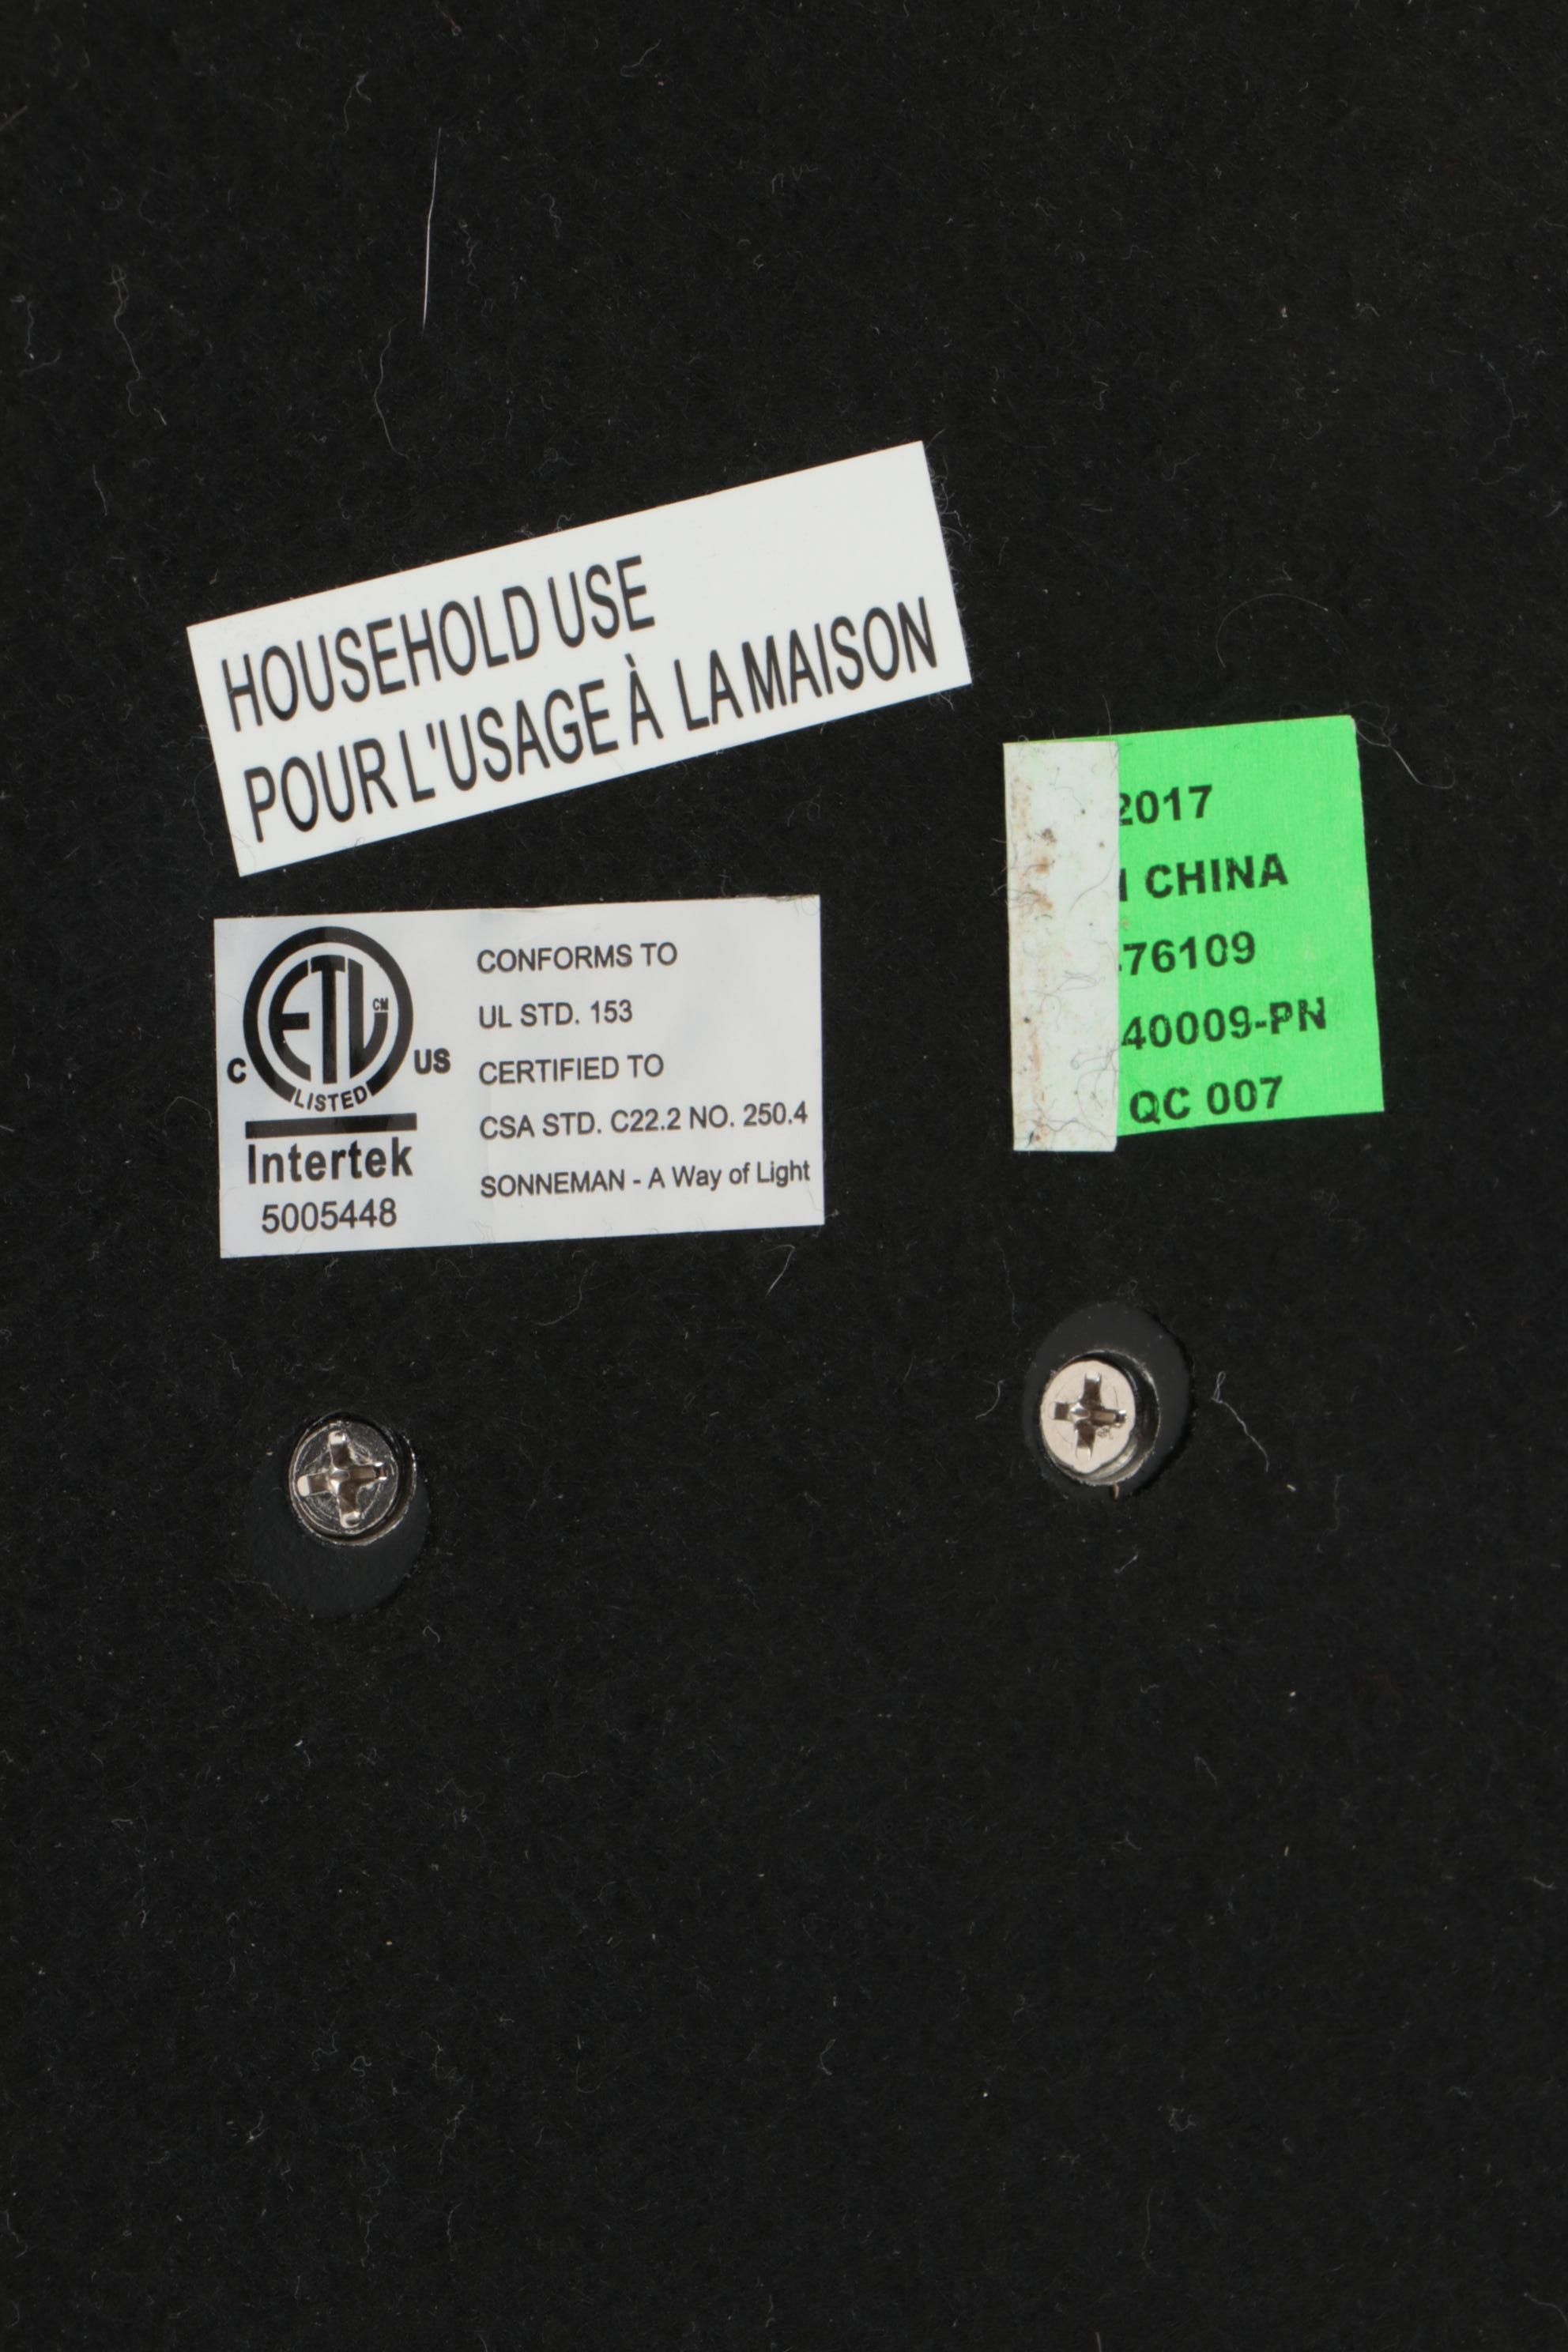 HOUSEHOLD USE
POUR L'USAGE À LA MAISON
ETL CM
C US
LISTED
Intertek
5005448
CONFORMS TO
UL STD. 153
CERTIFIED TO
CSA STD. C22.2 NO. 250.4
SONNEMAN - A Way of Light
2017
CHINA
76109
40009-PN
QC 007